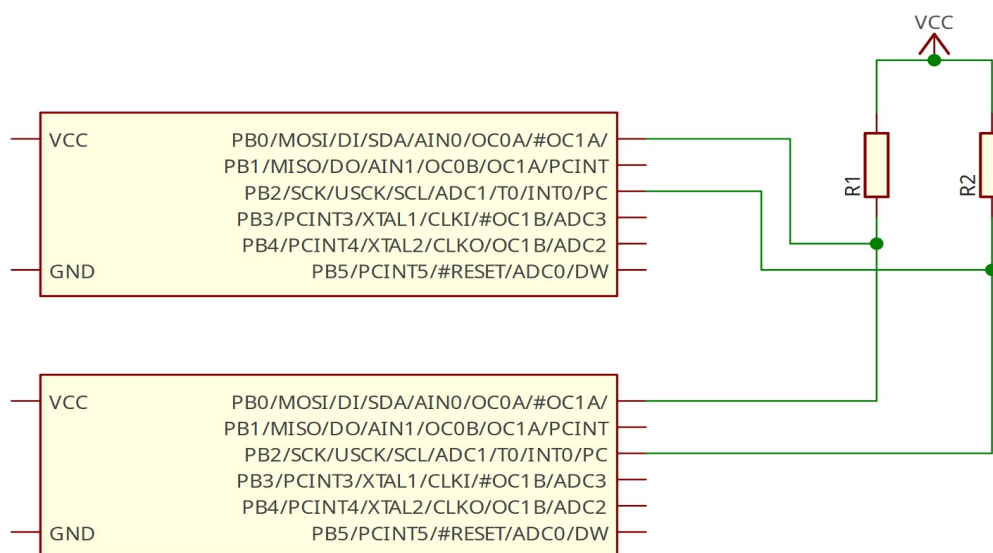 VCC
VCC
PB0/MOSI/DI/SDA/AIN0/OC0A/#OC1A/
PB1/MISO/DO/AIN1/OC0B/OC1A/PCINT
PB2/SCK/USCK/SCL/ADC1/T0/INT0/PC
PB3/PCINT3/XTAL1/CLKI/#OC1B/ADC3
PB4/PCINT4/XTAL2/CLKO/OC1B/ADC2
GND
PB5/PCINT5/#RESET/ADC0/DW
R1
R2
VCC
PB0/MOSI/DI/SDA/AIN0/OC0A/#OC1A/
PB1/MISO/DO/AIN1/OC0B/OC1A/PCINT
PB2/SCK/USCK/SCL/ADC1/T0/INT0/PC
PB3/PCINT3/XTAL1/CLKI/#OC1B/ADC3
PB4/PCINT4/XTAL2/CLKO/OC1B/ADC2
GND
PB5/PCINT5/#RESET/ADC0/DW